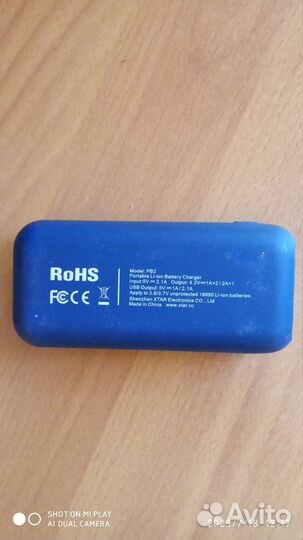 RoHS
FCC CE
Model: PB2
Portable Li-ion Battery Charger
Input:5V⎓2.1A Output: 4.2V⎓1A×2 / 2A×1
USB Output: 5V⎓1A / 2.1A
Apply to 3.6/3.7V unprotected 18650 Li-ion batteries
Shenzhen XTAR Electronics CO., Ltd
Made in China www.xtar.cc
SHOT ON MI PLAY
AI DUAL CAMERA
Avito